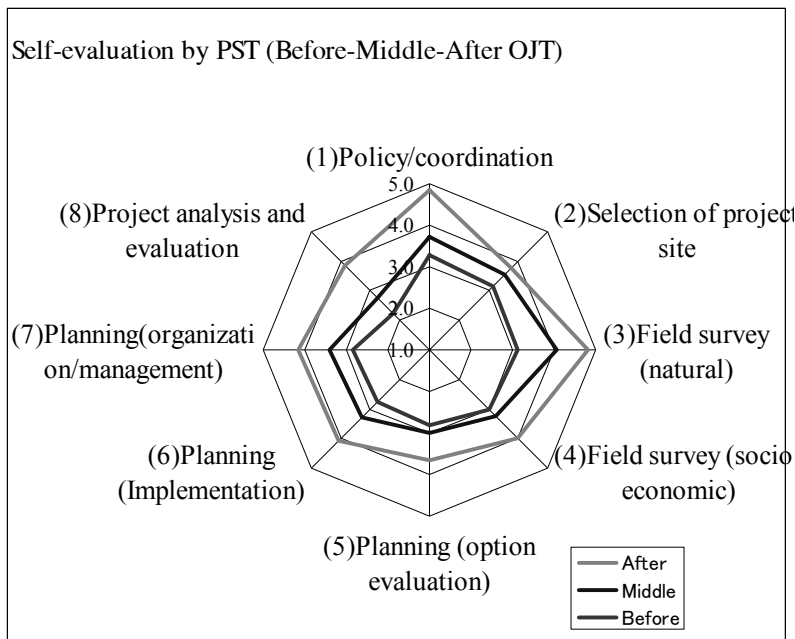 Self-evaluation by PST (Before-Middle-After OJT)
(1)Policy/coordination
(8)Project analysis and
evaluation
(2)Selection of project
site
5.0
4.0
3.0
2.0
1.0
(7)Planning(organizati
on/management)
(3)Field survey
(natural)
(6)Planning
(Implementation)
(4)Field survey (socio
economic)
(5)Planning (option
evaluation)
After
Middle
Before